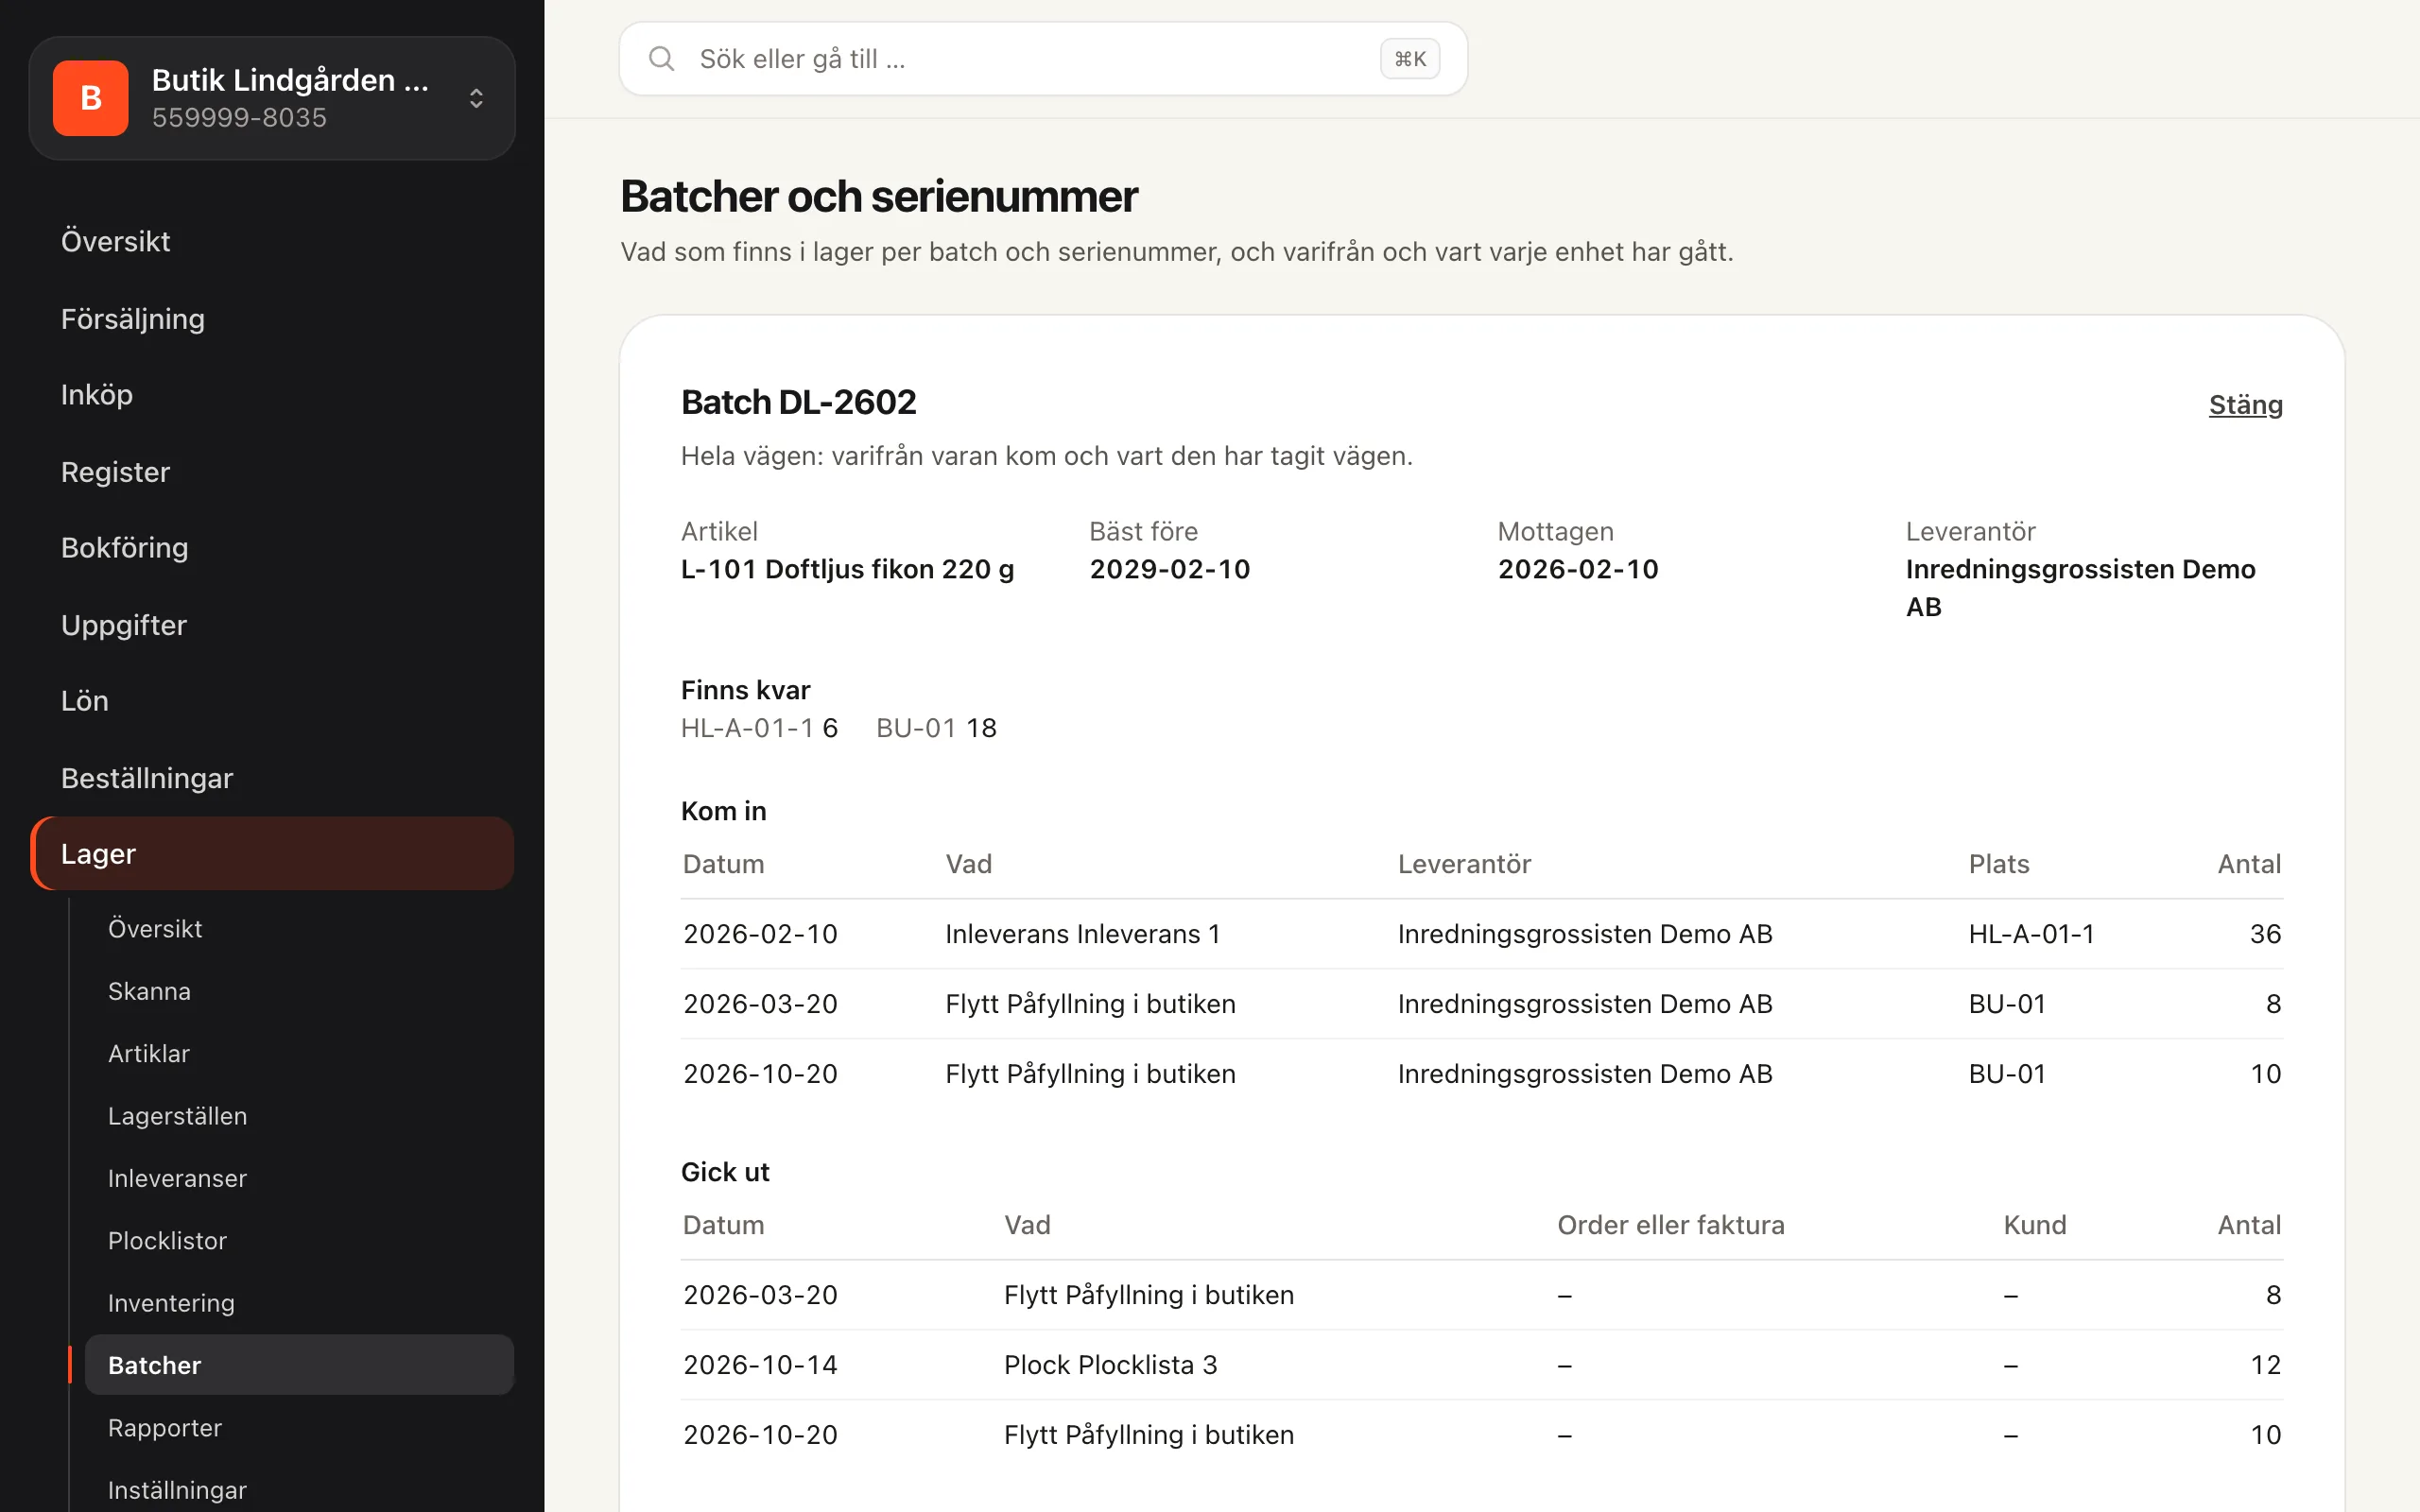 B
Butik Lindgården ...
559999-8035
Översikt
Försäljning
Inköp
Register
Bokföring
Uppgifter
Lön
Beställningar
Lager
Översikt
Skanna
Artiklar
Lagerställen
Inleveranser
Plocklistor
Inventering
Batcher
Rapporter
Inställningar
Sök eller gå till ...
⌘K
Batcher och serienummer
Vad som finns i lager per batch och serienummer, och varifrån och vart varje enhet har gått.
Batch DL-2602
Stäng
Hela vägen: varifrån varan kom och vart den har tagit vägen.
Artikel Bäst före Mottagen Leverantör
L-101 Doftljus fikon 220 g 2029-02-10 2026-02-10 Inredningsgrossisten Demo
AB
Finns kvar
HL-A-01-1 6 BU-01 18
Kom in
Datum Vad Leverantör Plats Antal
2026-02-10 Inleverans Inleverans 1 Inredningsgrossisten Demo AB HL-A-01-1 36
2026-03-20 Flytt Påfyllning i butiken Inredningsgrossisten Demo AB BU-01 8
2026-10-20 Flytt Påfyllning i butiken Inredningsgrossisten Demo AB BU-01 10
Gick ut
Datum Vad Order eller faktura Kund Antal
2026-03-20 Flytt Påfyllning i butiken – – 8
2026-10-14 Plock Plocklista 3 – – 12
2026-10-20 Flytt Påfyllning i butiken – – 10